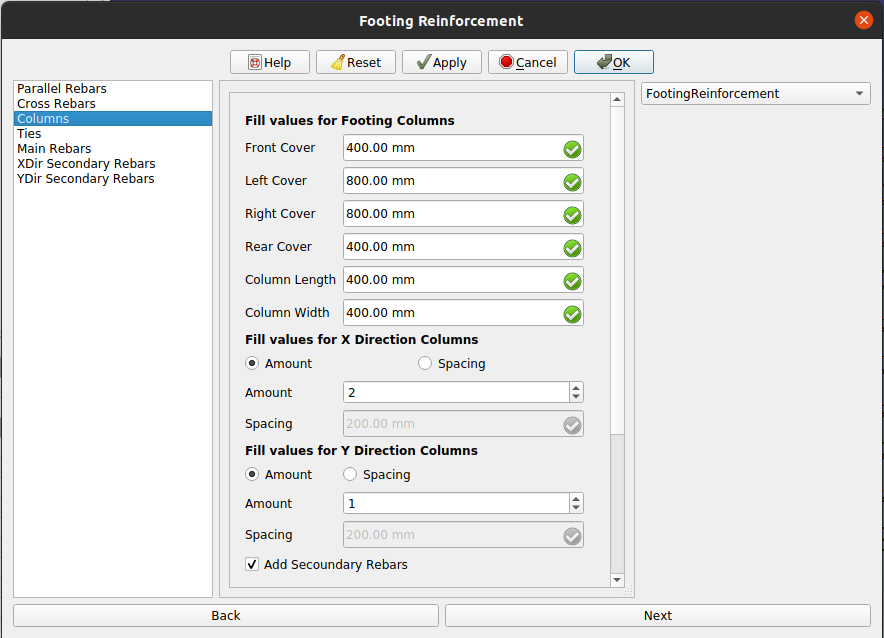 Footing Reinforcement
Help Reset Apply Cancel OK
Parallel Rebars
Cross Rebars
Columns
Ties
Main Rebars
XDir Secondary Rebars
YDir Secondary Rebars
Fill values for Footing Columns
Front Cover 400.00 mm
Left Cover 800.00 mm
Right Cover 800.00 mm
Rear Cover 400.00 mm
Column Length 400.00 mm
Column Width 400.00 mm
Fill values for X Direction Columns
Amount Spacing
Amount 2
Spacing 200.00 mm
Fill values for Y Direction Columns
Amount Spacing
Amount 1
Spacing 200.00 mm
Add Secoundary Rebars
FootingReinforcement
Back Next